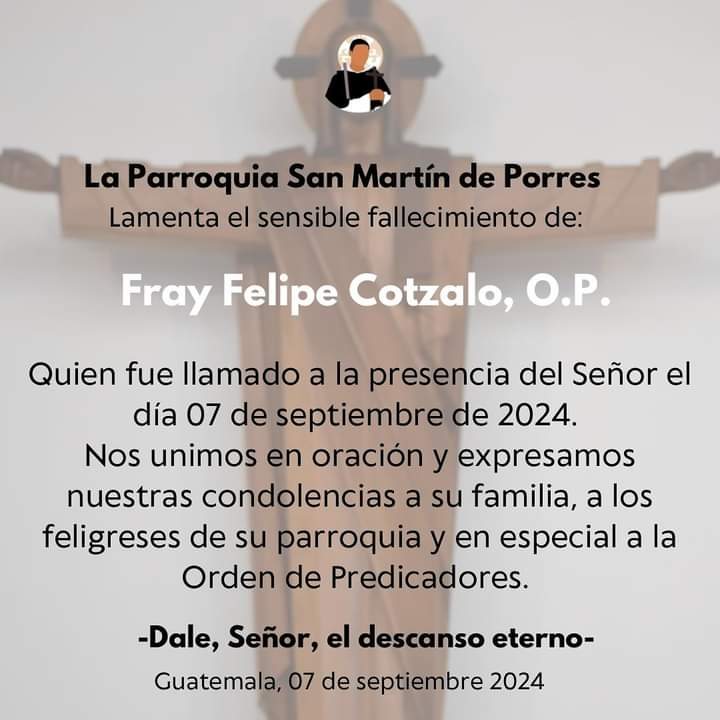 La Parroquia San Martín de Porres
Lamenta el sensible fallecimiento de:
Fray Felipe Cotzalo, O.P.
Quien fue llamado a la presencia del Señor el
día 07 de septiembre de 2024.
Nos unimos en oración y expresamos
nuestras condolencias a su familia, a los
feligreses de su parroquia y en especial a la
Orden de Predicadores.
-Dale, Señor, el descanso eterno-
Guatemala, 07 de septiembre 2024